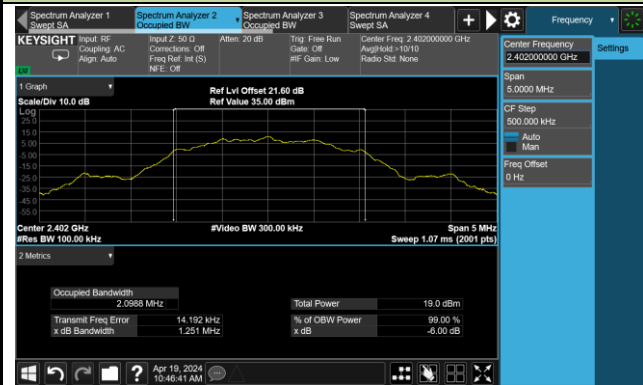 Spectrum Analyzer 1
Swept SA
Spectrum Analyzer 2
Occupied BW
Spectrum Analyzer 3
Occupied BW
Spectrum Analyzer 4
Swept SA
Frequency
KEYSIGHT
Input: RF
Coupling: AC
Align: Auto
Input Z: 50 Ω
Corrections: Off
Freq Ref: Int (S)
NFE: Off
Atten: 20 dB
Trig: Free Run
Gate: Off
#IF Gain: Low
Center Freq: 2.402000000 GHz
Avg|Hold:>10/10
Radio Std: None
Center Frequency
2.402000000 GHz
Settings
Span
5.0000 MHz
CF Step
500.000 kHz
Auto
Man
Freq Offset
0 Hz
1 Graph
Scale/Div 10.0 dB
Ref Lvl Offset 21.60 dB
Ref Value 35.00 dBm
Log
25.0
15.0
5.00
-5.00
-15.0
-25.0
-35.0
-45.0
-55.0
Center 2.402 GHz
#Res BW 100.00 kHz
#Video BW 300.00 kHz
Span 5 MHz
Sweep 1.07 ms (2001 pts)
2 Metrics
Occupied Bandwidth
2.0988 MHz
Total Power 19.0 dBm
Transmit Freq Error 14.192 kHz
% of OBW Power 99.00 %
x dB Bandwidth 1.251 MHz
x dB -6.00 dB
Apr 19, 2024
10:46:41 AM